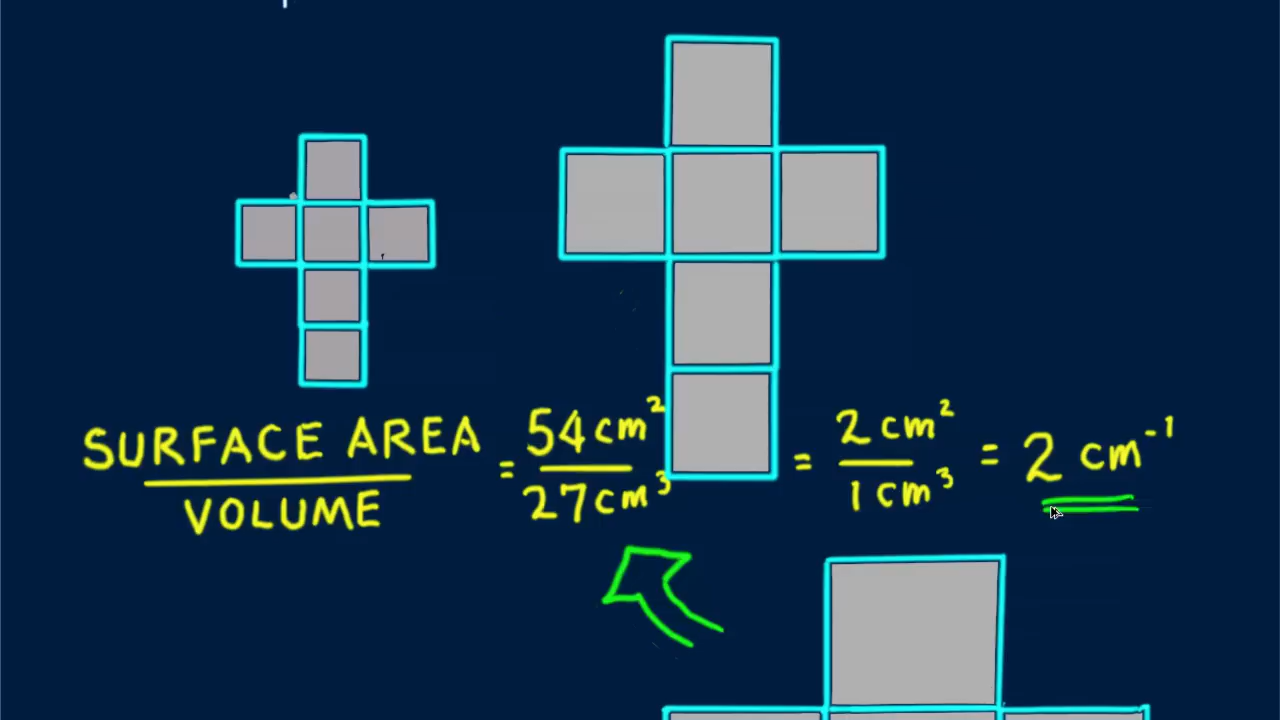 SURFACE AREA / VOLUME = 54 cm² / 27 cm³ = 2 cm² / 1 cm³ = 2 cm⁻¹